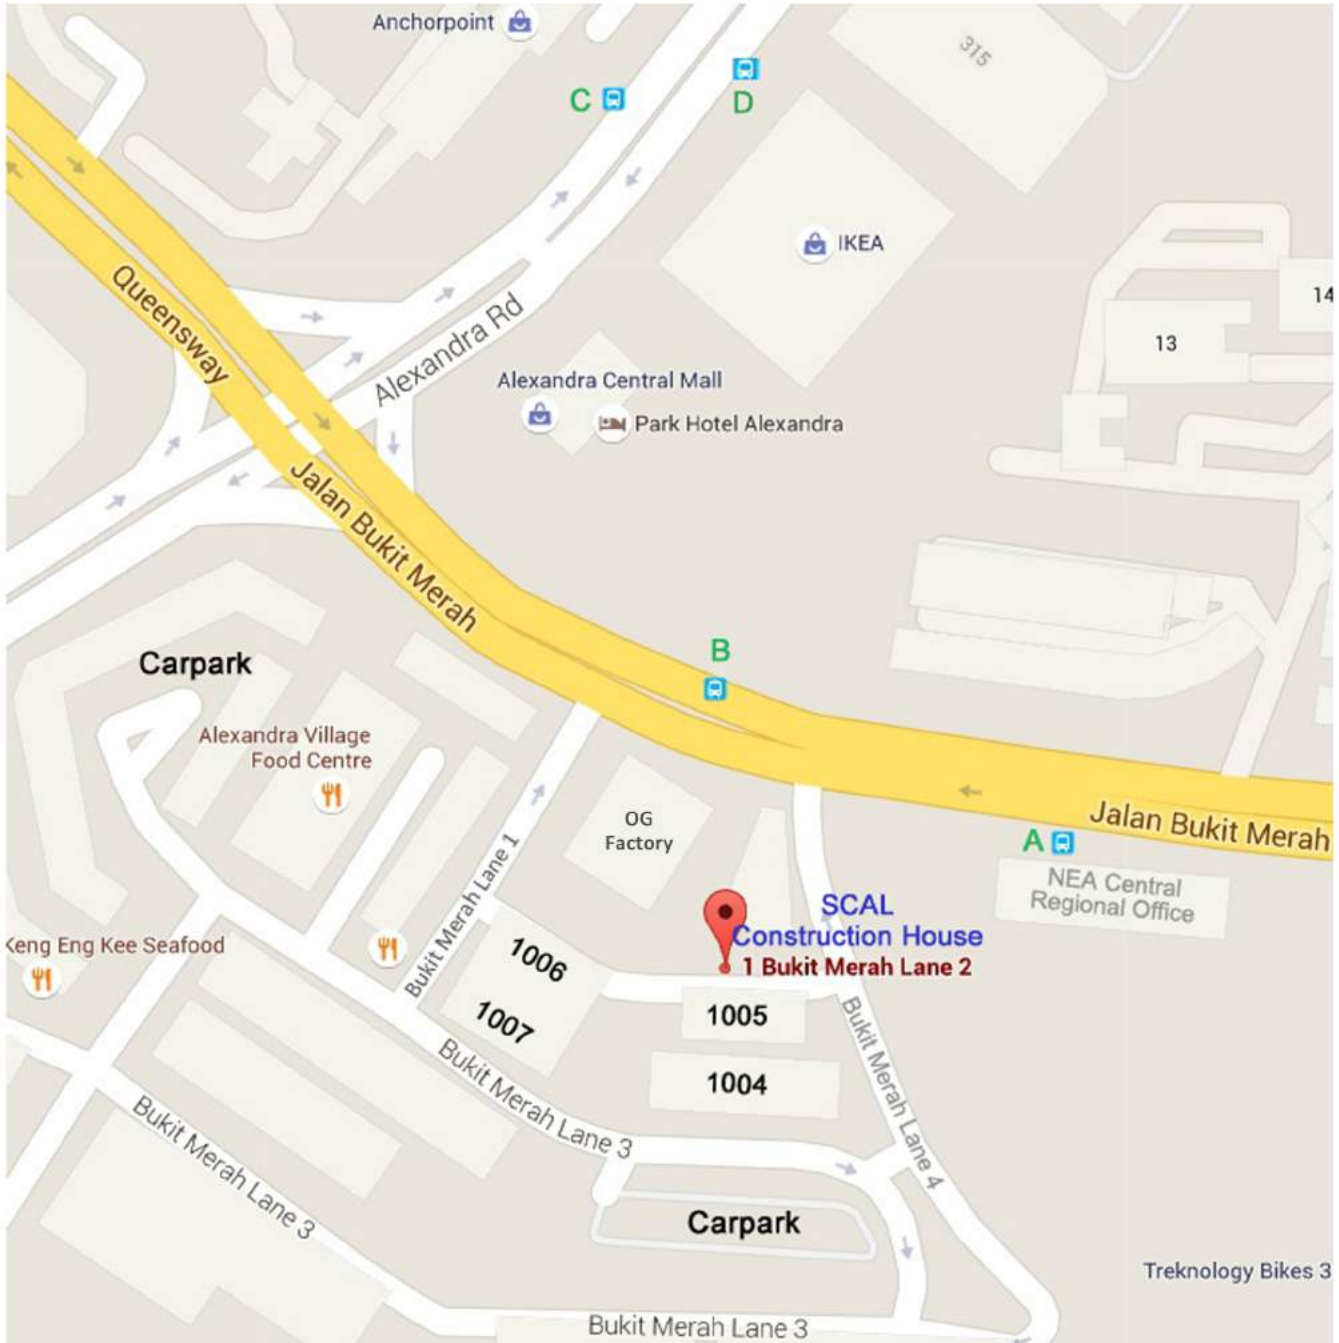 Anchorpoint
315
C
D
IKEA
14
13
Queensway
Alexandra Rd
Alexandra Central Mall
Park Hotel Alexandra
Jalan Bukit Merah
B
Carpark
Alexandra Village
Food Centre
OG
Factory
Jalan Bukit Merah
A
NEA Central
Regional Office
Bukit Merah Lane 1
SCAL
Construction House
1 Bukit Merah Lane 2
Keng Eng Kee Seafood
1006
1007
1005
1004
Bukit Merah Lane 4
Bukit Merah Lane 3
Bukit Merah Lane 3
Carpark
Treknology Bikes 3
Bukit Merah Lane 3